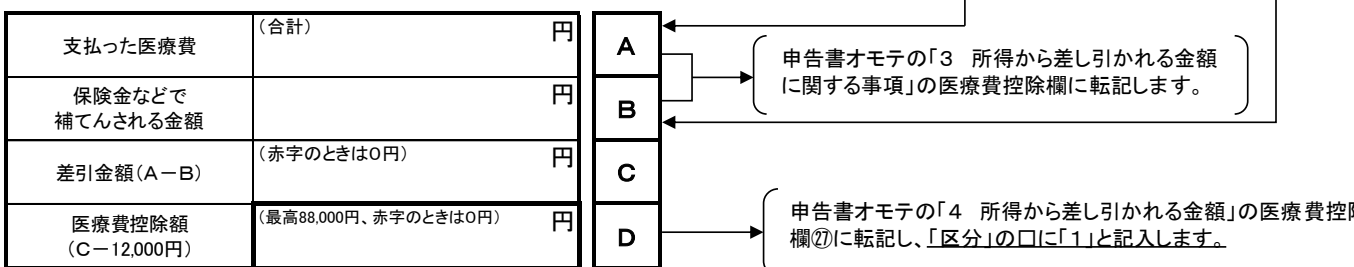 支払った医療費
(合計)
円
A
保険金などで
補てんされる金額
円
B
申告書オモテの「3　所得から差し引かれる金額
に関する事項」の医療費控除欄に転記します。
差引金額(A－B)
(赤字のときは0円)
円
C
医療費控除額
(C－12,000円)
(最高88,000円、赤字のときは0円)
円
D
申告書オモテの「4　所得から差し引かれる金額」の医療費控
欄㉗に転記し、「区分」の口に「1」と記入します。